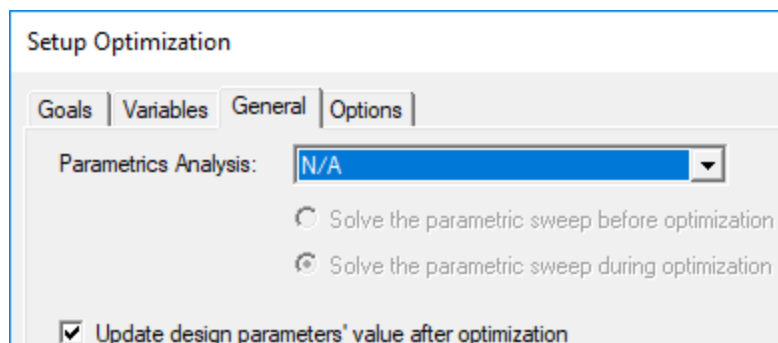 Setup Optimization
Goals Variables General Options
Parametrics Analysis: N/A
Solve the parametric sweep before optimization
Solve the parametric sweep during optimization
Update design parameters' value after optimization